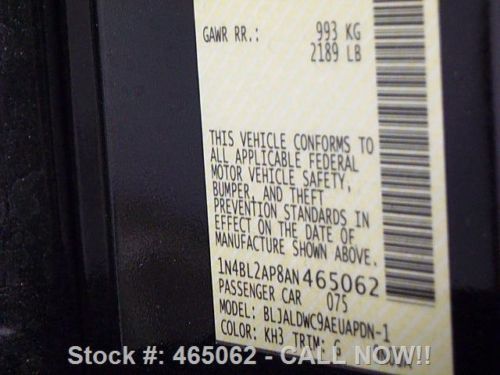 GAWR RR.: 993 KG
2189 LB
THIS VEHICLE CONFORMS TO
ALL APPLICABLE FEDERAL
MOTOR VEHICLE SAFETY,
BUMPER, AND THEFT
PREVENTION STANDARDS IN
EFFECT ON THE DATE OF
MANUFACTURE SHOWN ABOVE.
1N4BL2AP8AN465062
PASSENGER CAR 075
MODEL: BLJALDWC9AEUAPDN-1
COLOR: KH3 TRIM: G
Stock #: 465062 - CALL NOW!!